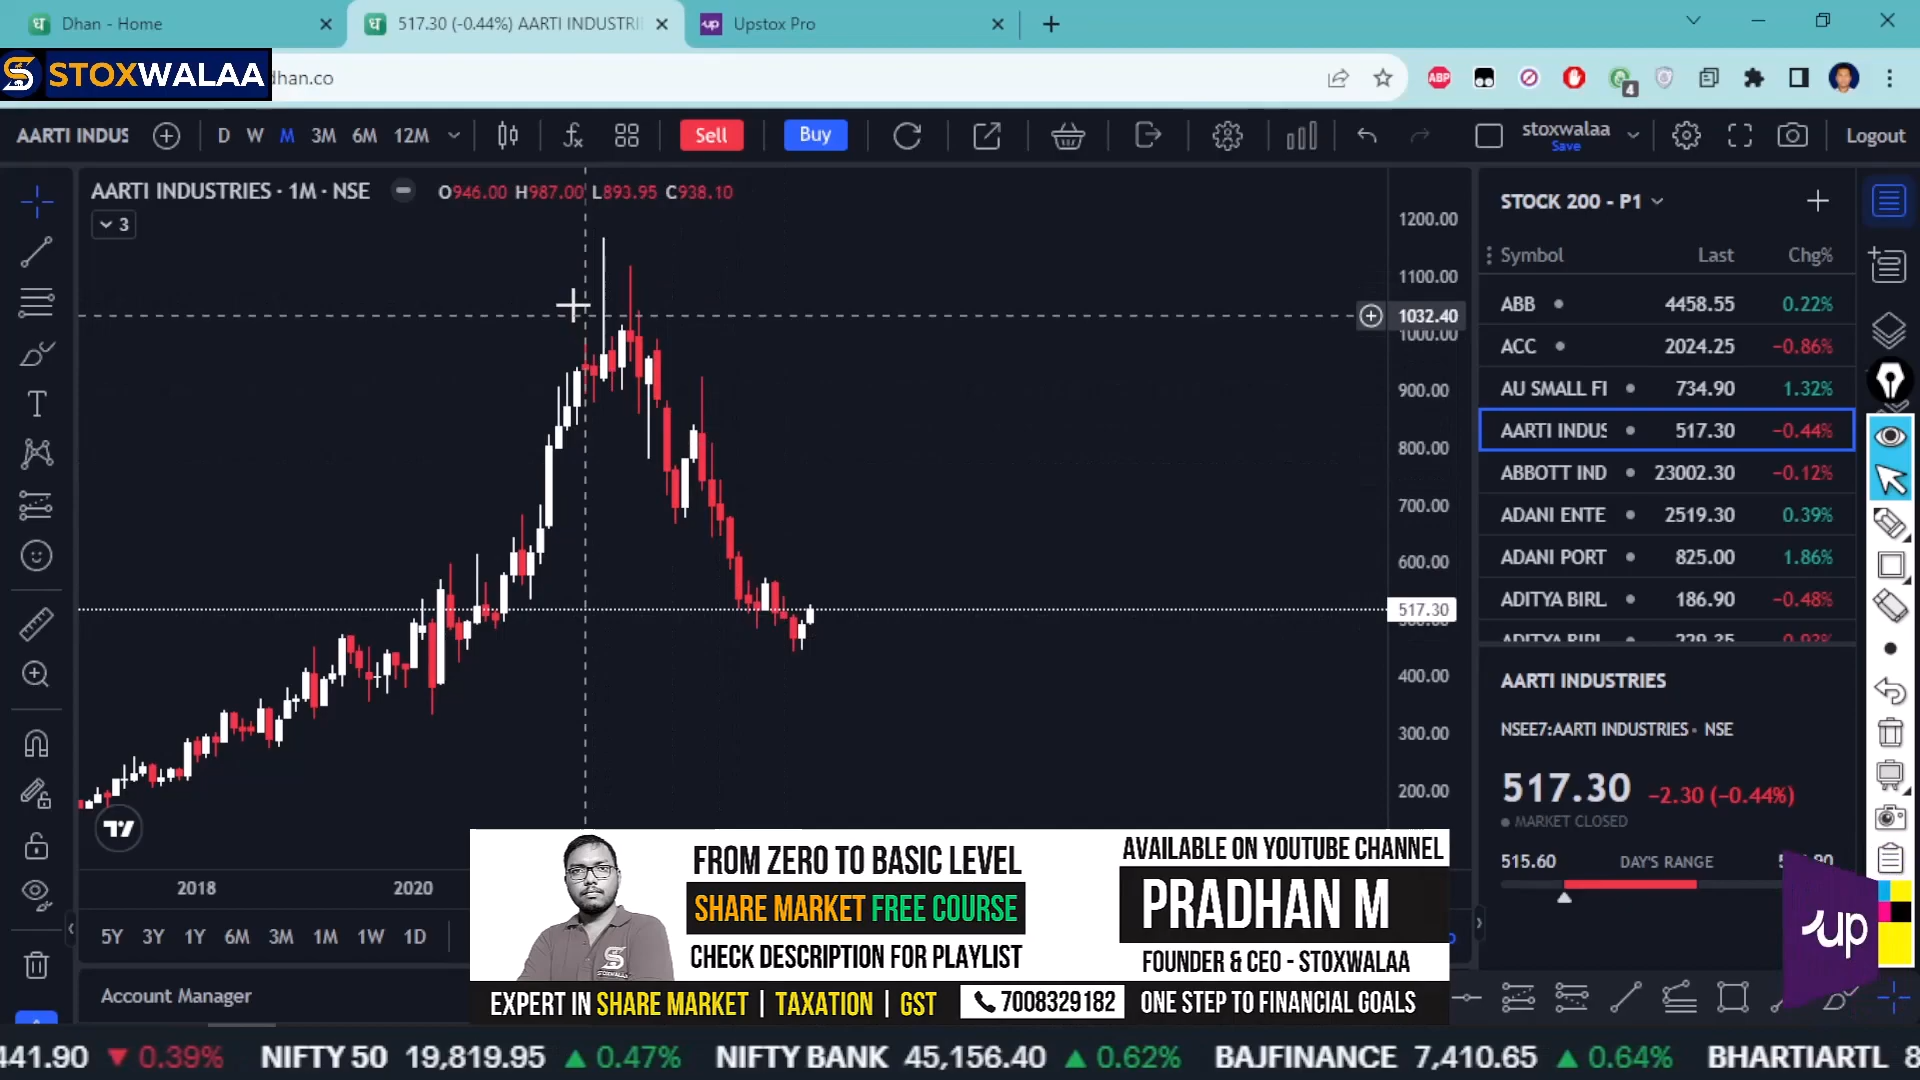 Dhan - Home
517.30 (-0.44%) AARTI INDUSTRI
Upstox Pro
STOXWALAA
dhan.co
ABP
4
AARTI INDUS
D W M 3M 6M 12M
Sell
Buy
stoxwalaa
Save
Logout
AARTI INDUSTRIES · 1M · NSE
O946.00 H987.00 L893.95 C938.10
3
1200.00
1100.00
1032.40
1000.00
900.00
800.00
700.00
600.00
517.30
500.00
400.00
300.00
200.00
STOCK 200 - P1
Symbol Last Chg%
ABB 4458.55 0.22%
ACC 2024.25 −0.86%
AU SMALL FI 734.90 1.32%
AARTI INDUS 517.30 −0.44%
ABBOTT IND 23002.30 −0.12%
ADANI ENTE 2519.30 0.39%
ADANI PORT 825.00 1.86%
ADITYA BIRL 186.90 −0.48%
AARTI INDUSTRIES
NSEE7:AARTI INDUSTRIES · NSE
517.30 −2.30 (−0.44%)
MARKET CLOSED
515.60 DAY'S RANGE
2018 2020
5Y 3Y 1Y 6M 3M 1M 1W 1D
Account Manager
FROM ZERO TO BASIC LEVEL
SHARE MARKET FREE COURSE
CHECK DESCRIPTION FOR PLAYLIST
AVAILABLE ON YOUTUBE CHANNEL
PRADHAN M
FOUNDER & CEO - STOXWALAA
STOXWALAA
EXPERT IN SHARE MARKET | TAXATION | GST
7008329182
ONE STEP TO FINANCIAL GOALS
up
441.90 ▼ 0.39% NIFTY 50 19,819.95 ▲ 0.47% NIFTY BANK 45,156.40 ▲ 0.62% BAJFINANCE 7,410.65 ▲ 0.64% BHARTIARTL 8